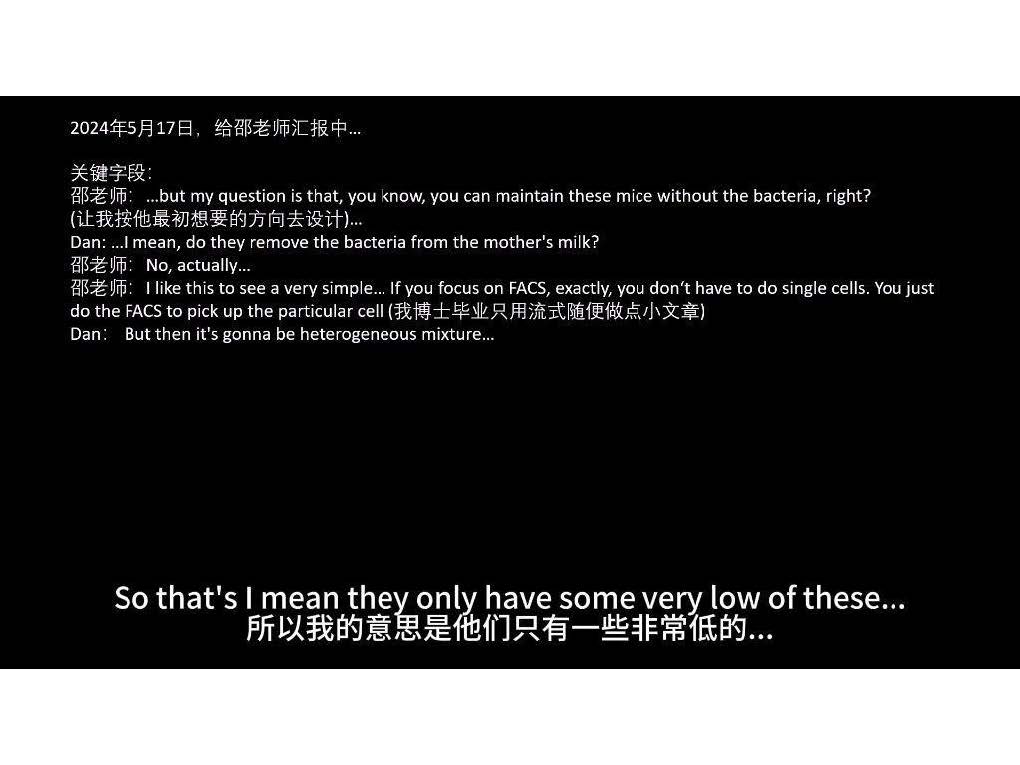 2024年5月17日，给邵老师汇报中...
关键字段：
邵老师：...but my question is that, you know, you can maintain these mice without the bacteria, right?
(让我按他最初想要的方向去设计)...
Dan: ...I mean, do they remove the bacteria from the mother's milk?
邵老师：No, actually...
邵老师：I like this to see a very simple... If you focus on FACS, exactly, you don‘t have to do single cells. You just
do the FACS to pick up the particular cell (我博士毕业只用流式随便做点小文章)
Dan： But then it's gonna be heterogeneous mixture...
So that's I mean they only have some very low of these...
所以我的意思是他们只有一些非常低的...